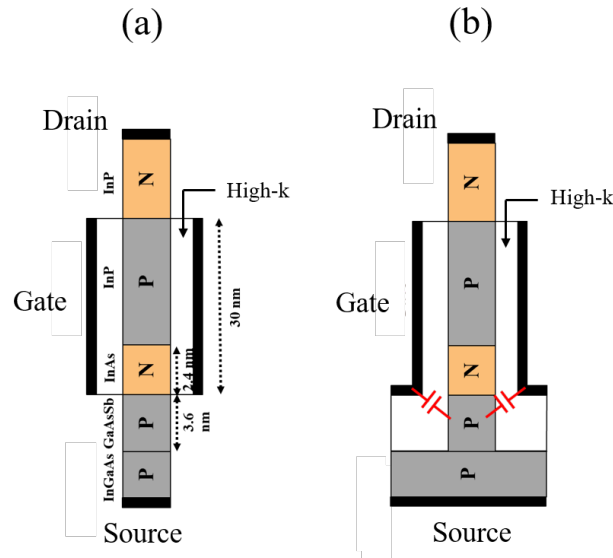 (a)
Drain
InP
N
High-k
Gate
InP
P
30 nm
InAs
N
2.4 nm
GaAsSb
P
3.6
nm
InGaAs
P
Source
(b)
Drain
N
High-k
Gate
P
N
P
P
Source